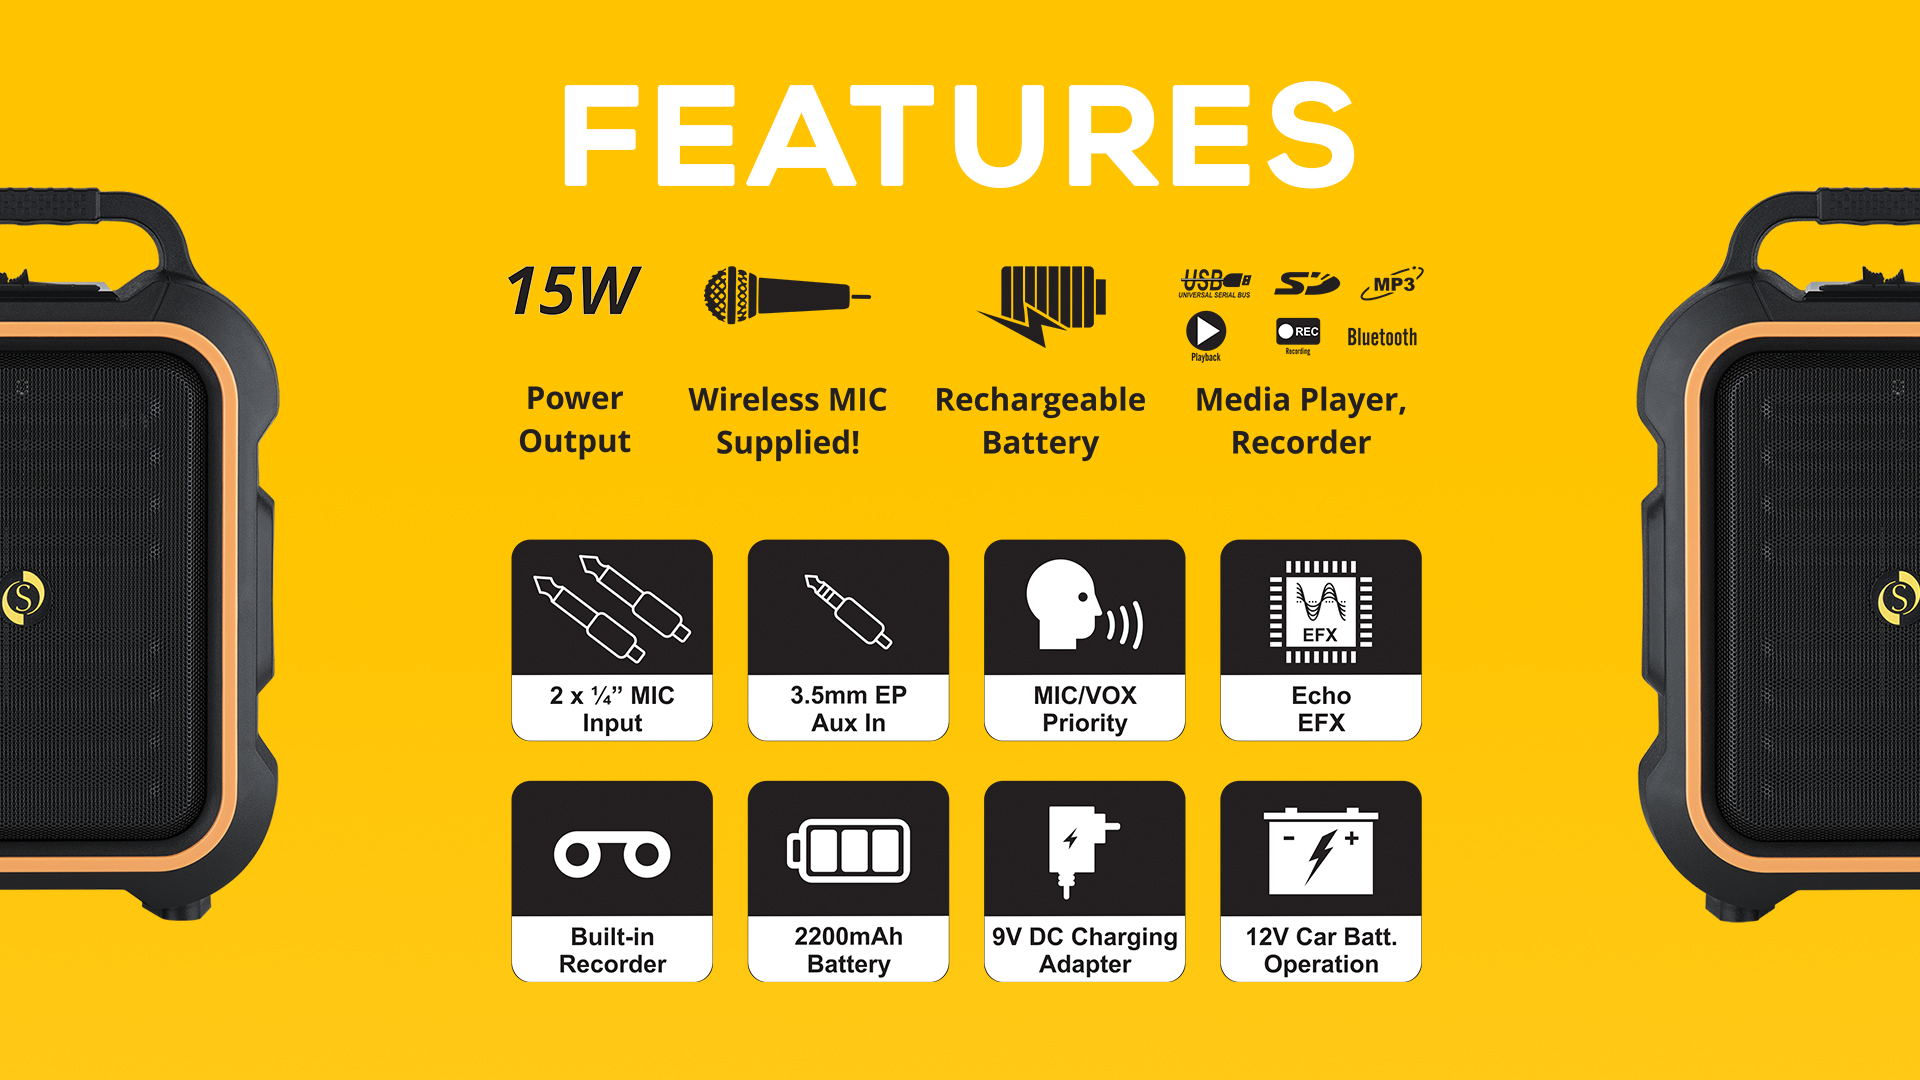 FEATURES
15W
USB
UNIVERSAL SERIAL BUS
SD
MP3
Playback
REC
Recording
Bluetooth
Power
Output
Wireless MIC
Supplied!
Rechargeable
Battery
Media Player,
Recorder
2 x ¼” MIC
Input
3.5mm EP
Aux In
MIC/VOX
Priority
EFX
Echo
EFX
Built-in
Recorder
2200mAh
Battery
9V DC Charging
Adapter
- +
12V Car Batt.
Operation
S
S